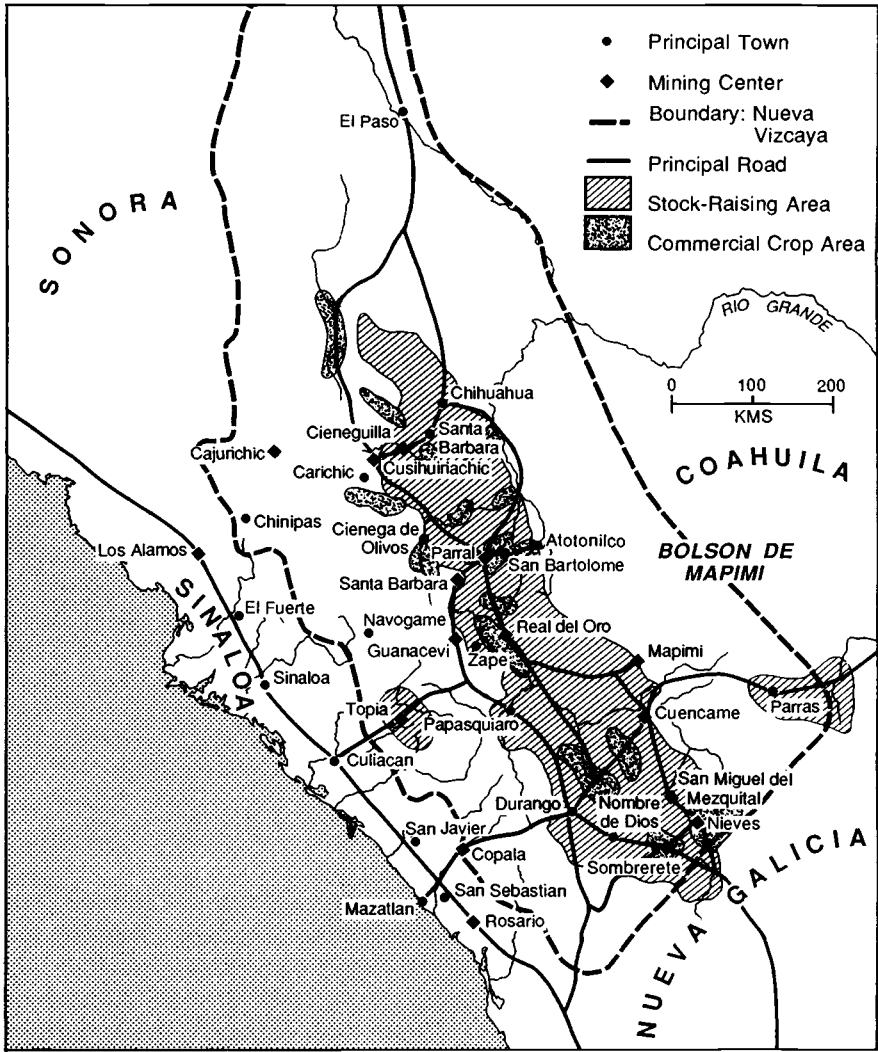 Principal Town
Mining Center
Boundary: Nueva
Vizcaya
Principal Road
Stock-Raising Area
Commercial Crop Area
El Paso
SONORA
RIO GRANDE
0 125 200
KMS
Chihuahua
Cieneguilla
Santa
Barbara
Cajurichic
Cusihuiriachic
Carichic
COAHUILA
Chinipas
Cienega de
Olivos
Atotonilco
Los Alamos
Parral
San Bartolome
BOLSON DE
MAPIMI
Santa Barbara
SINALOA
El Fuerte
Navogame
Real del Oro
Guanacevi
Zape
Mapimi
Sinaloa
Parras
Topia
Papasquiaro
Cuencame
Culiacan
San Miguel del
Mezquital
Durango
Nombre
de Dios
Nieves
San Javier
Copala
Sombrerete
San Sebastian
Mazatlan
Rosario
NUEVA GALICIA